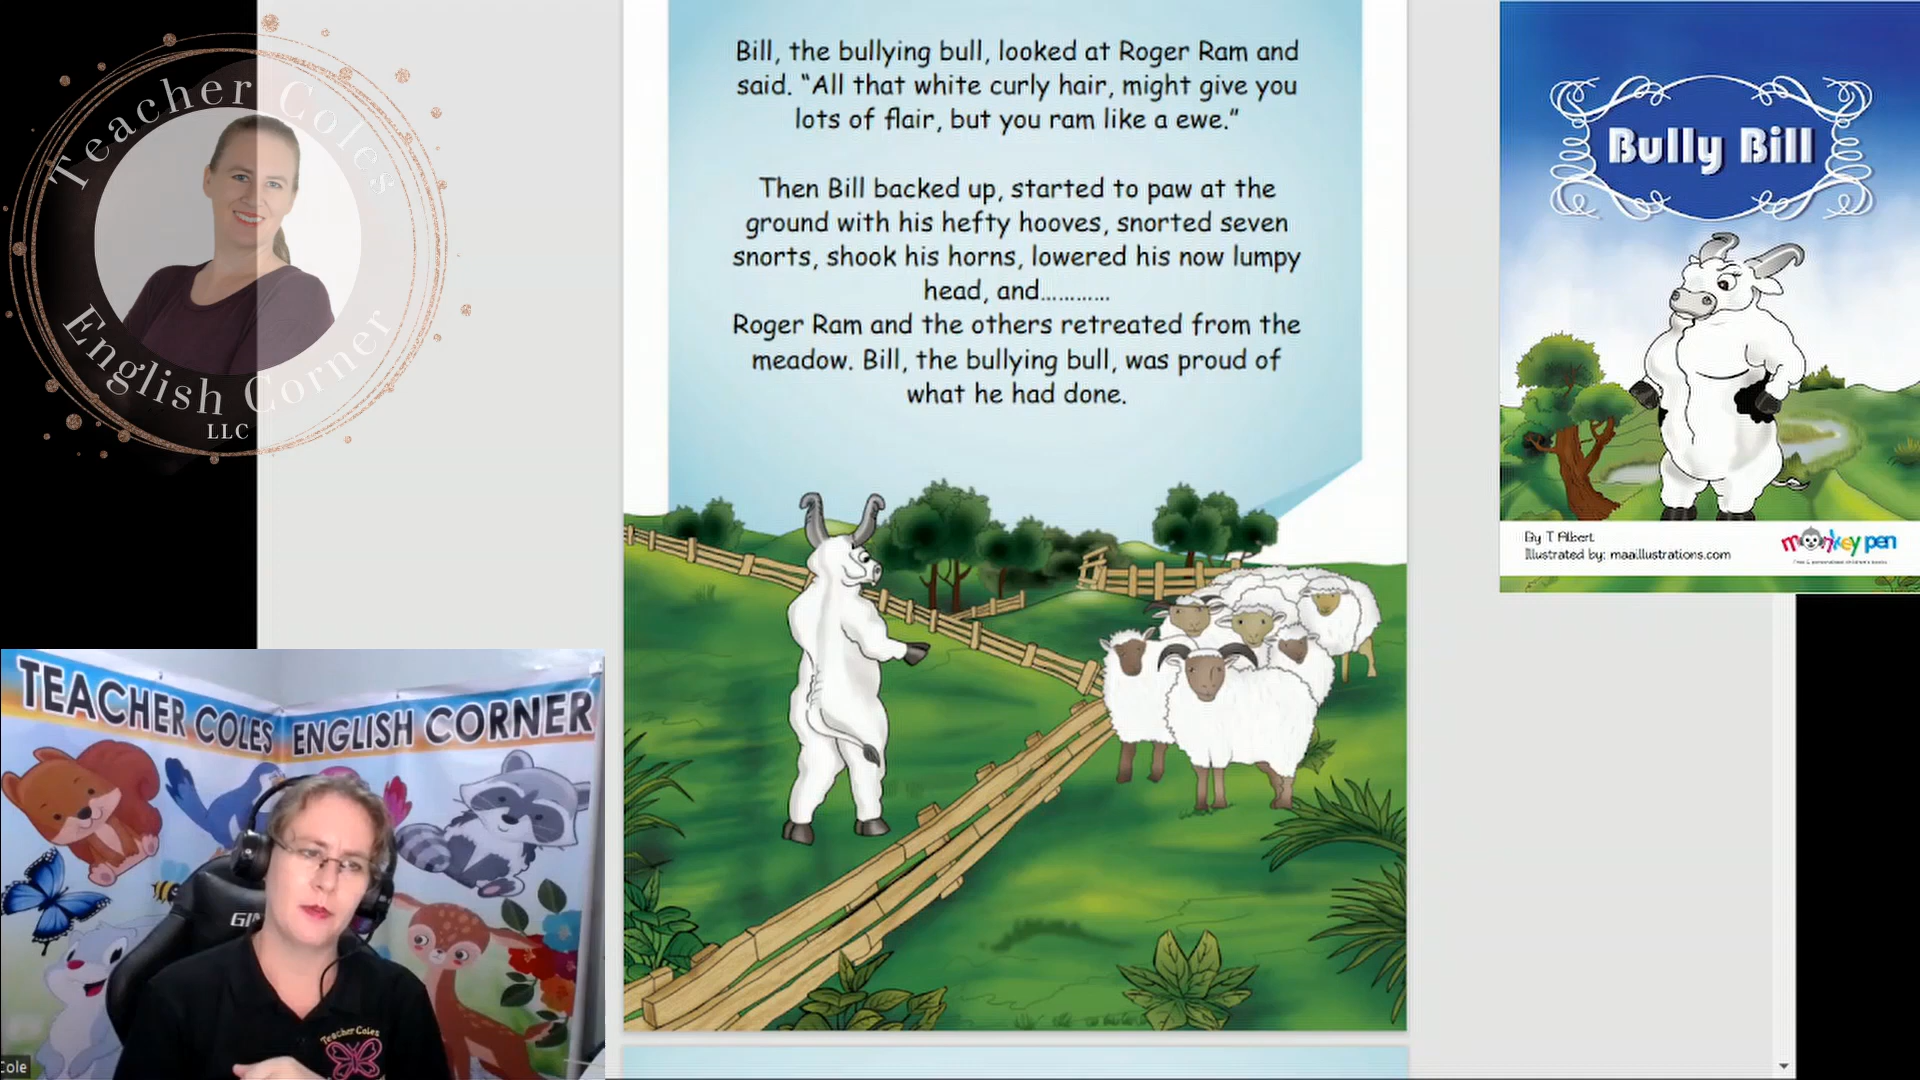 Teacher Coles
English Corner
LLC
Bill, the bullying bull, looked at Roger Ram and
said. “All that white curly hair, might give you
lots of flair, but you ram like a ewe.”
Then Bill backed up, started to paw at the
ground with his hefty hooves, snorted seven
snorts, shook his horns, lowered his now lumpy
head, and…………
Roger Ram and the others retreated from the
meadow. Bill, the bullying bull, was proud of
what he had done.
Bully Bill
By T Albert
Illustrated by: maaillustrations.com
monkey pen
TEACHER COLES ENGLISH CORNER
Teacher Coles
Cole